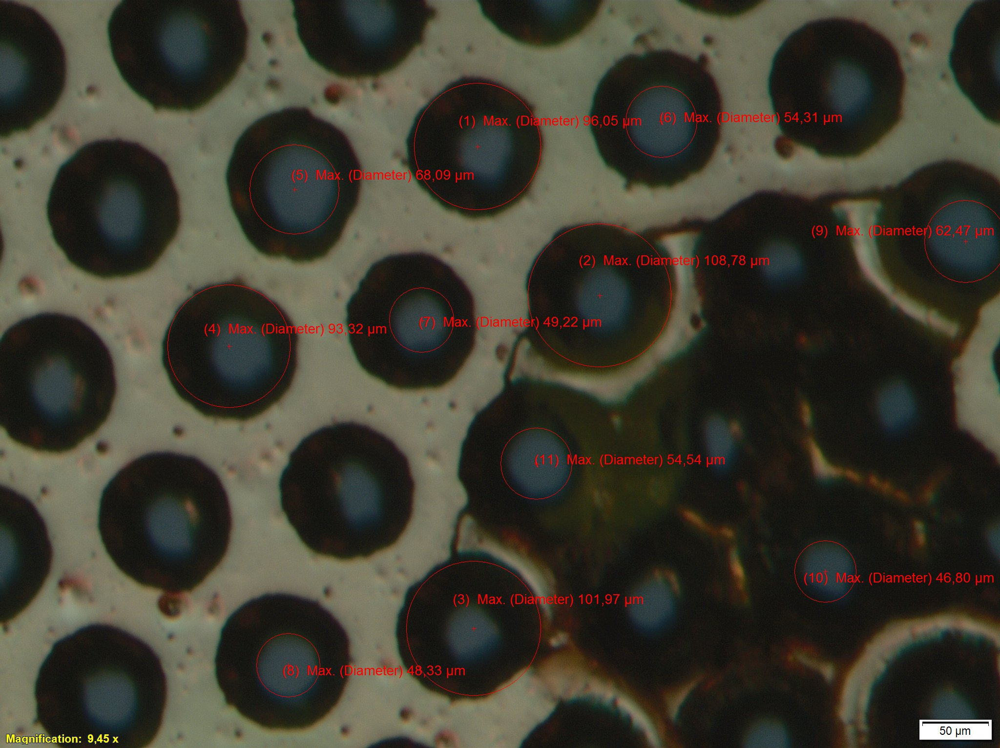 (6)  Max. (Diameter) 54,31 µm
(1)  Max. (Diameter) 96,05 µm
(5)  Max. (Diameter) 68,09 µm
(9)  Max. (Diameter) 62,47 µm
(2)  Max. (Diameter) 108,78 µm
(7)  Max. (Diameter) 49,22 µm
(4)  Max. (Diameter) 93,32 µm
(11)  Max. (Diameter) 54,54 µm
(10)  Max. (Diameter) 46,80 µm
(3)  Max. (Diameter) 101,97 µm
(8)  Max. (Diameter) 48,33 µm
50 µm
Magnification:  9,45 x